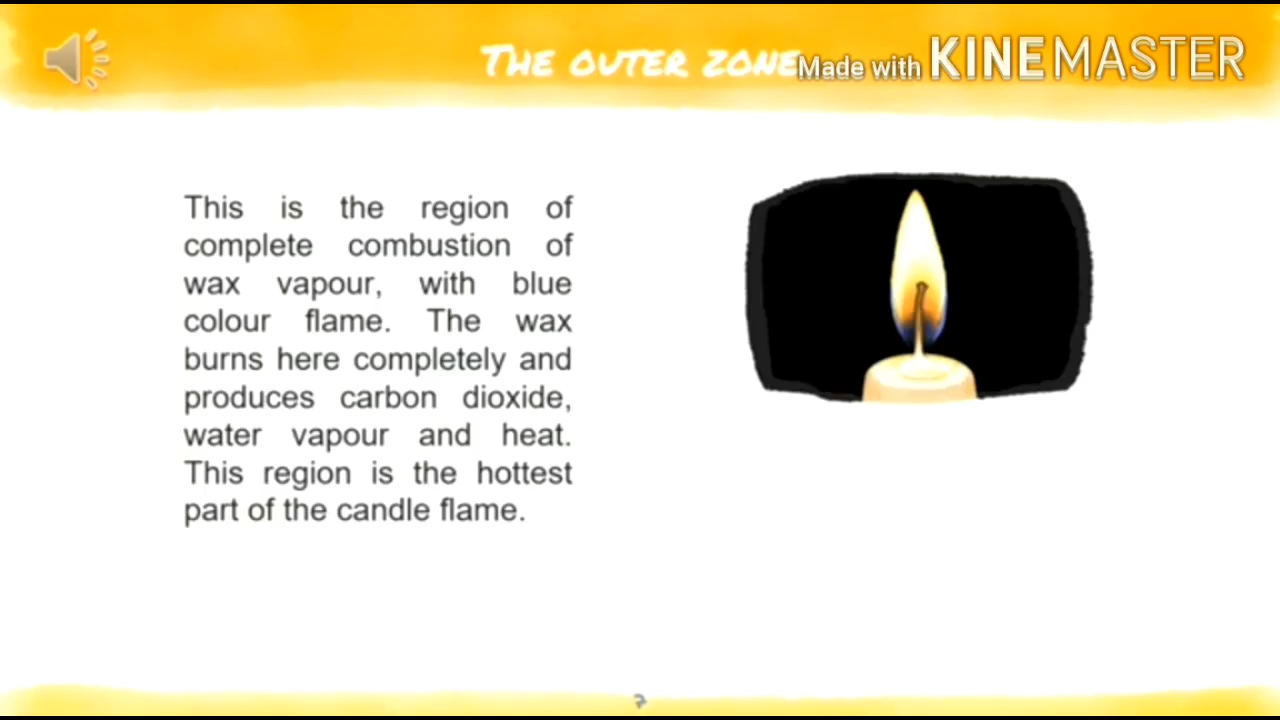 THE OUTER ZONE
Made with KINEMASTER
This is the region of
complete combustion of
wax vapour, with blue
colour flame. The wax
burns here completely and
produces carbon dioxide,
water vapour and heat.
This region is the hottest
part of the candle flame.